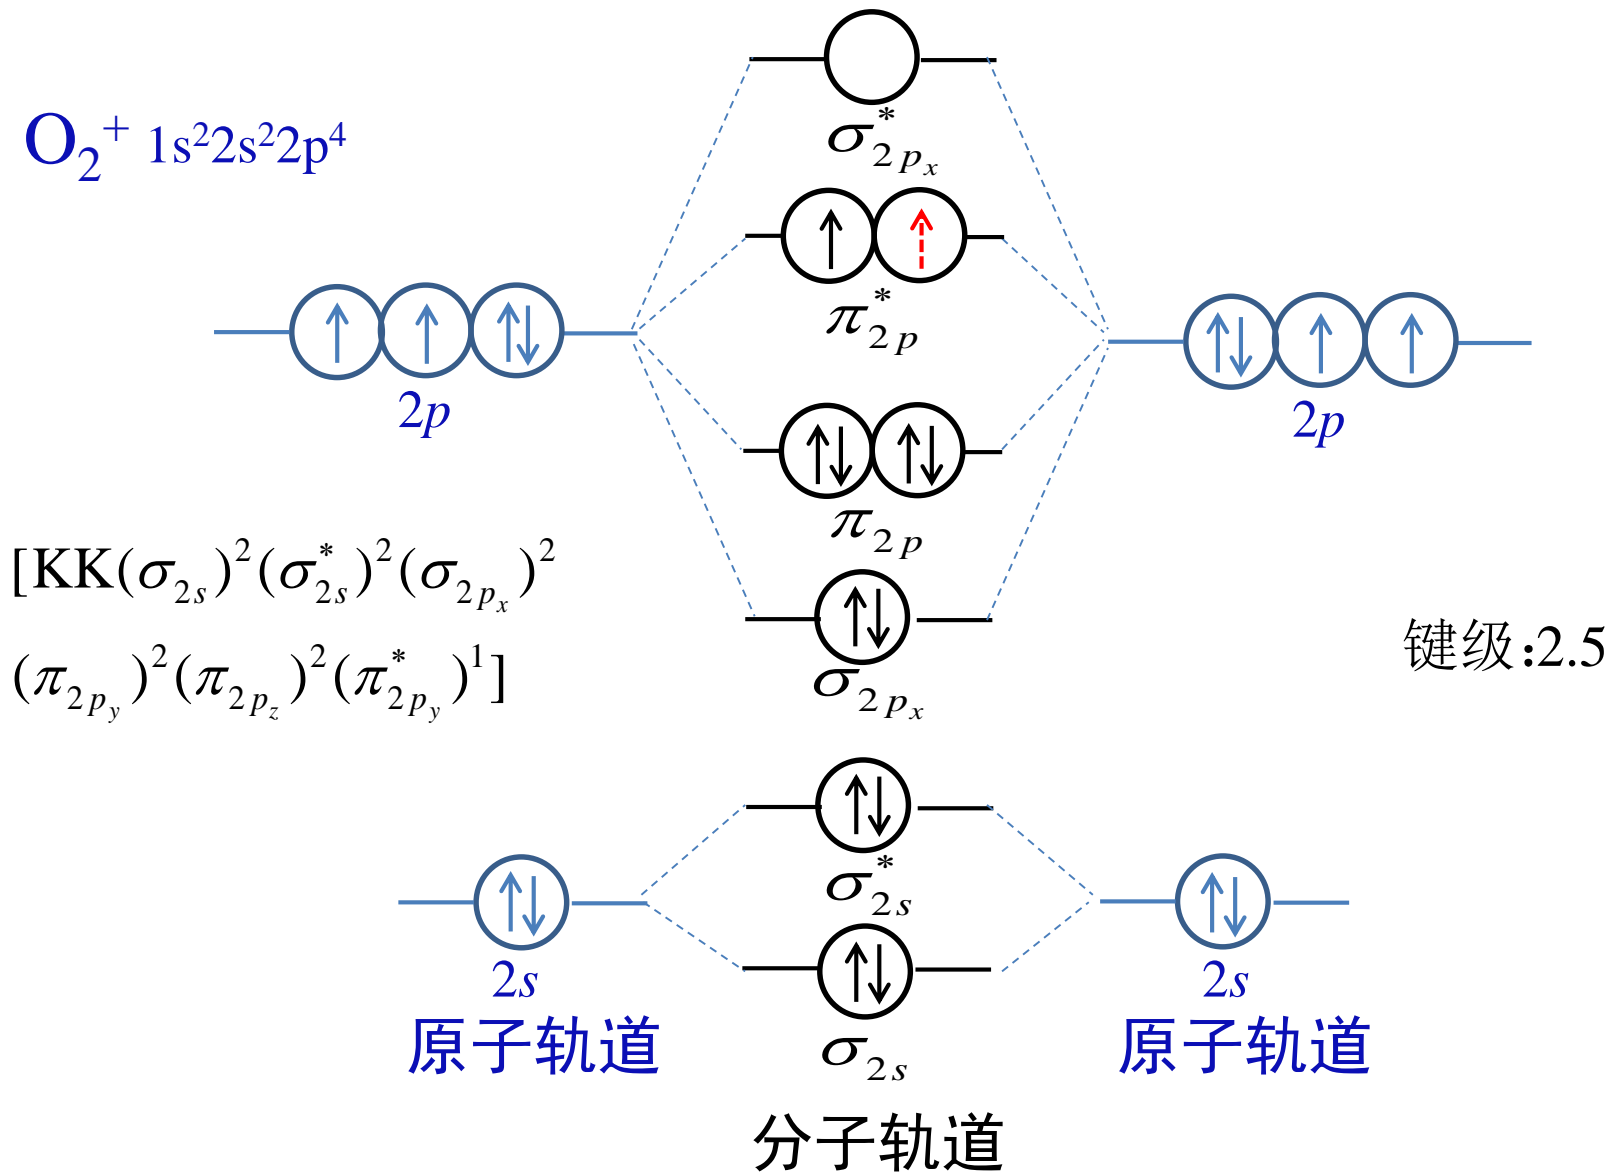 O₂⁺ 1s²2s²2p⁴
σ*₂pₓ
π*₂p
2p
2p
π₂p
[KK(σ₂s)²(σ*₂s)²(σ₂pₓ)²
(π₂p_y)²(π₂p_z)²(π*₂p_y)¹]
键级:2.5
σ₂pₓ
σ*₂s
2s
2s
原子轨道
原子轨道
σ₂s
分子轨道